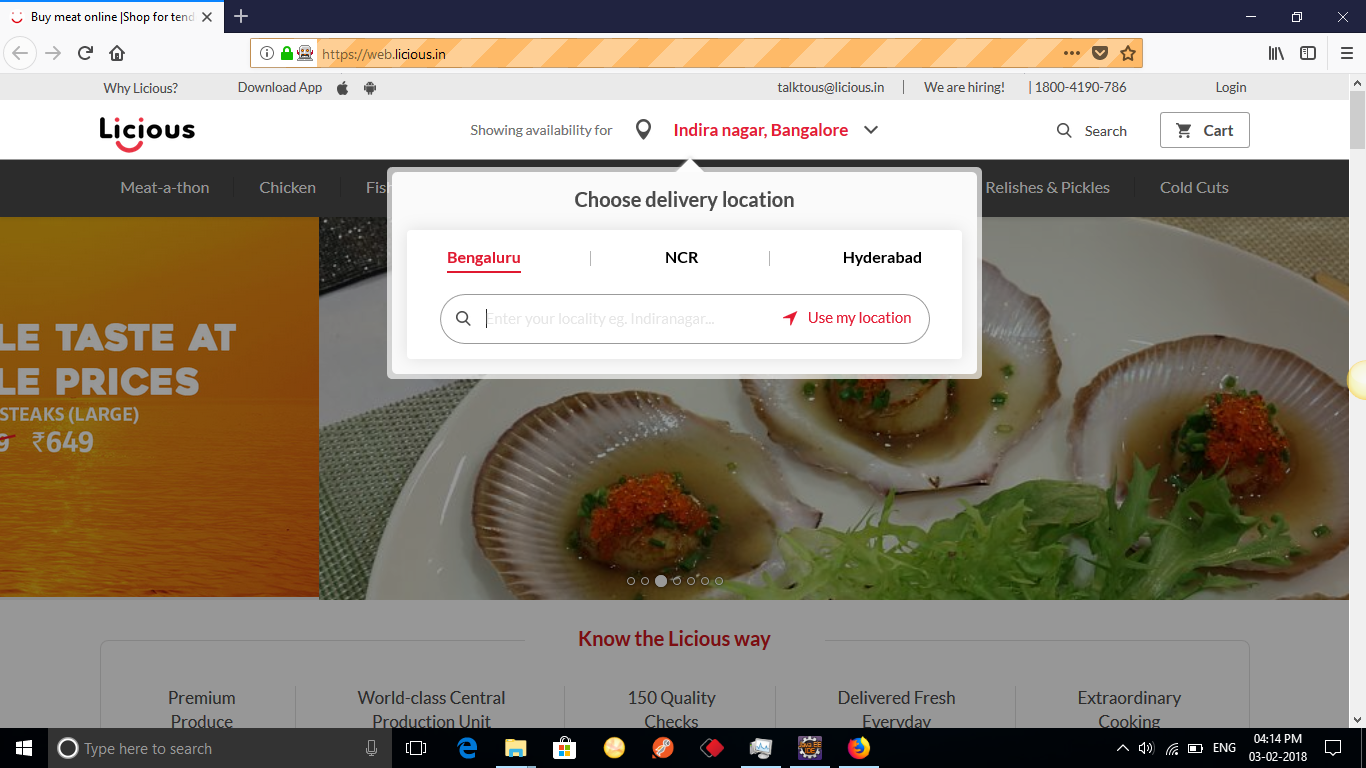 Buy meat online |Shop for tend
https://web.licious.in
Why Licious?
Download App
talktous@licious.in
We are hiring!
| 1800-4190-786
Login
Licious
Showing availability for
Indira nagar, Bangalore
Search
Cart
Meat-a-thon
Chicken
Relishes & Pickles
Cold Cuts
Choose delivery location
Bengaluru
NCR
Hyderabad
Enter your locality eg. Indiranagar...
Use my location
LE TASTE AT
LE PRICES
STEAKS (LARGE)
₹649
Know the Licious way
Premium
Produce
World-class Central
Production Unit
150 Quality
Checks
Delivered Fresh
Everyday
Extraordinary
Cooking
Type here to search
ENG
04:14 PM
03-02-2018